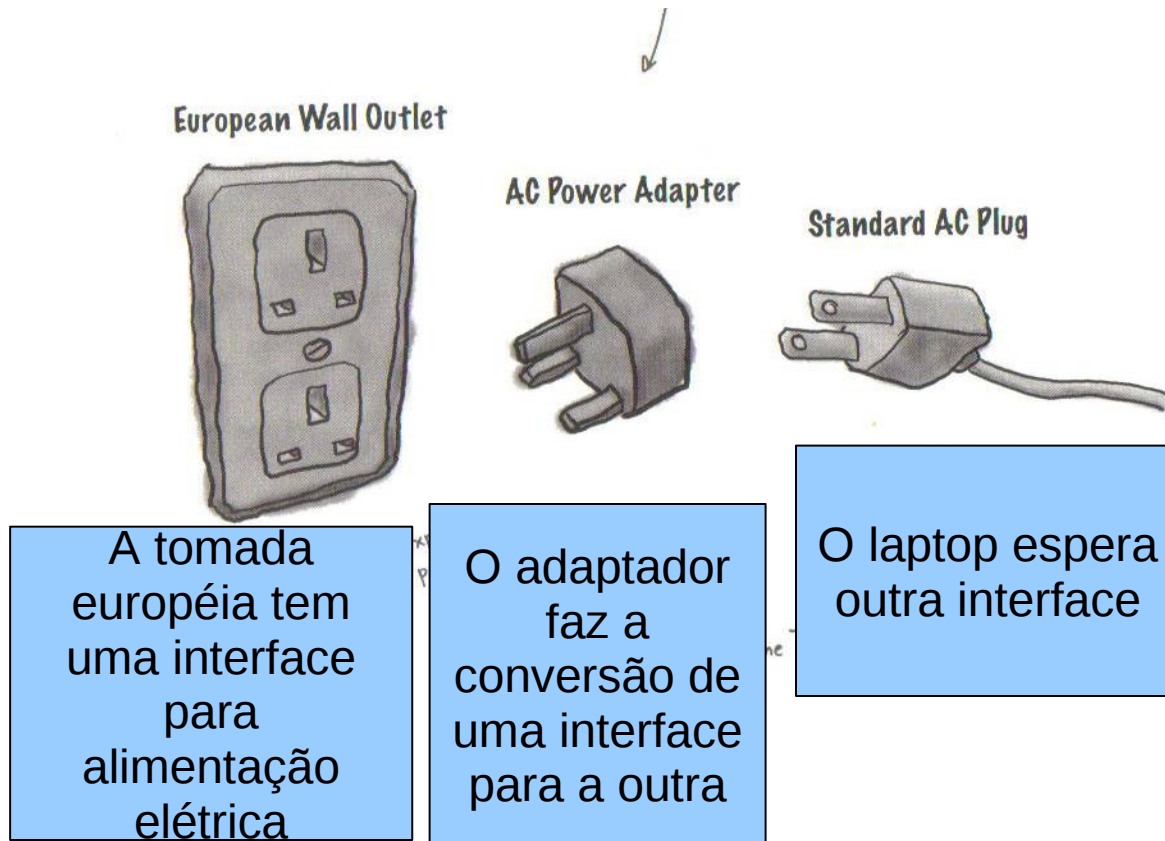 European Wall Outlet
AC Power Adapter
Standard AC Plug
A tomada
européia tem
uma interface
para
alimentação
elétrica
O adaptador
faz a
conversão de
uma interface
para a outra
O laptop espera
outra interface